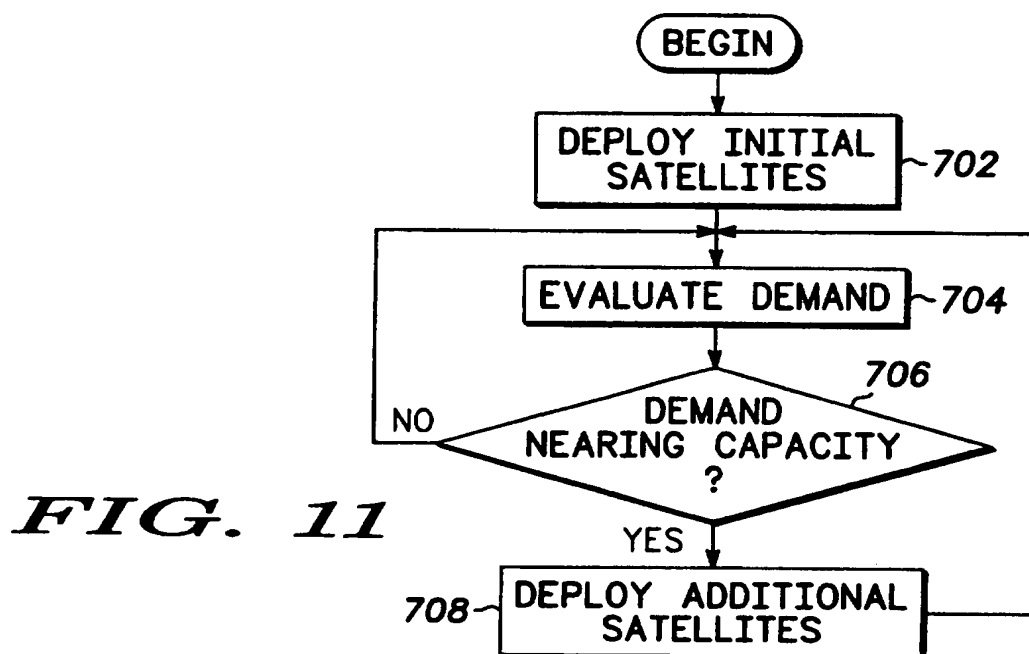 BEGIN
DEPLOY INITIAL
SATELLITES
702
EVALUATE DEMAND
704
706
DEMAND
NEARING CAPACITY
?
NO
YES
FIG. 11
708
DEPLOY ADDITIONAL
SATELLITES